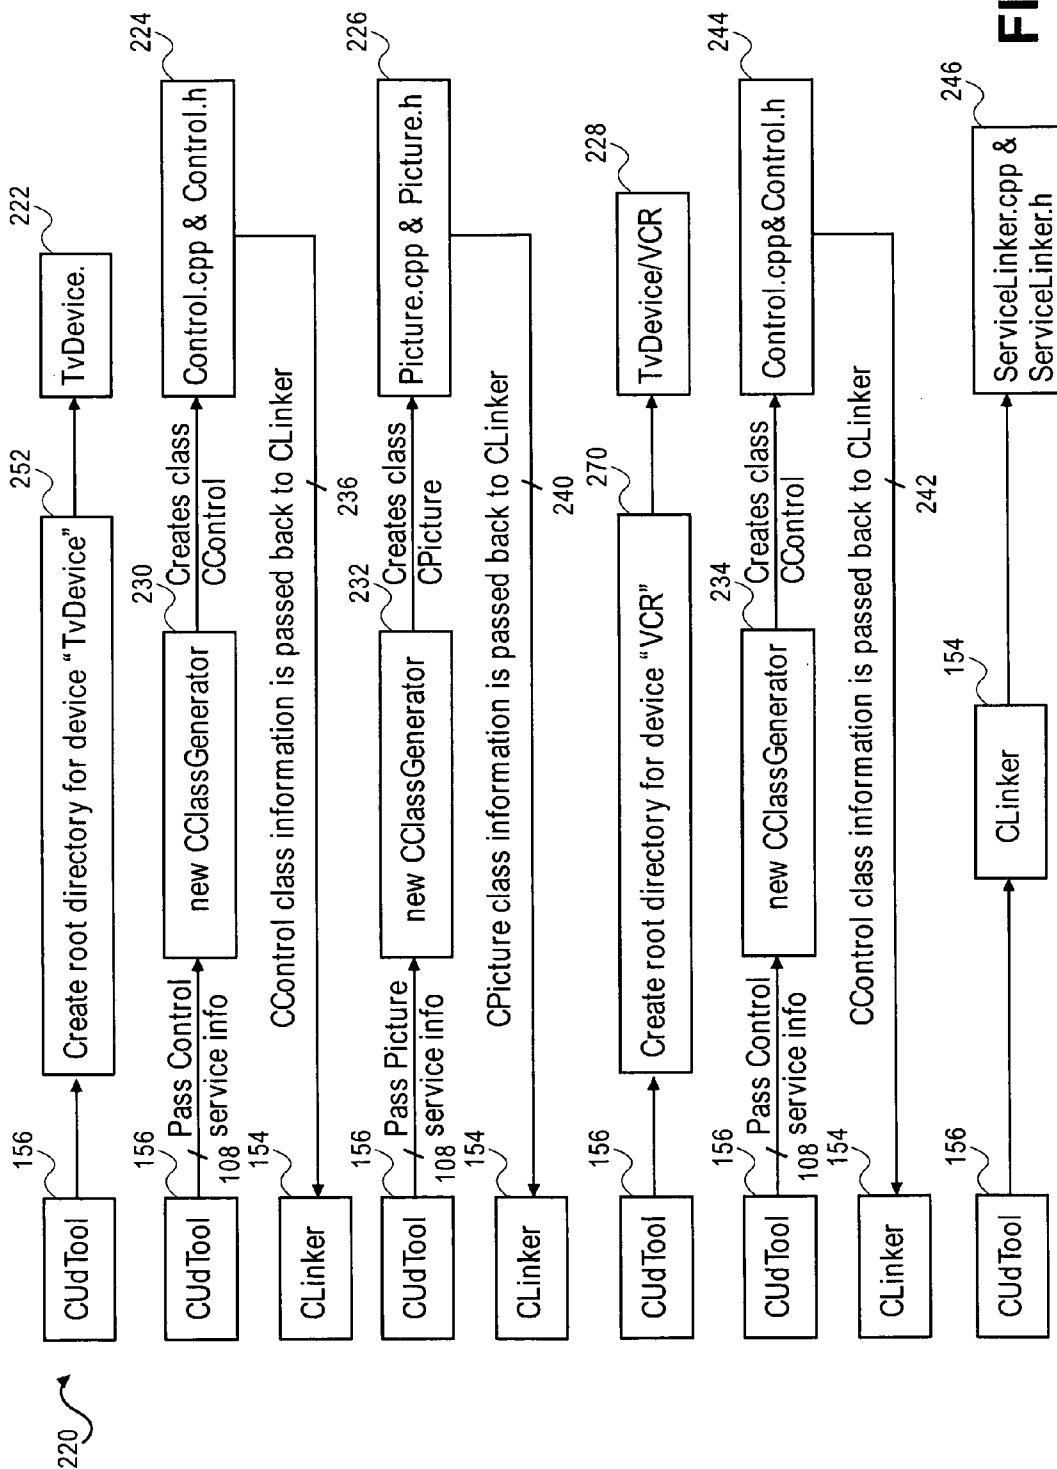 220
156
CUdTool
252
Create root directory for device "TvDevice"
222
TvDevice.
156
CUdTool
Pass Control
service info
108
230
new CClassGenerator
Creates class
CControl
224
Control.cpp & Control.h
CControl class information is passed back to CLinker
236
154
CLinker
156
CUdTool
Pass Picture
service info
108
232
new CClassGenerator
Creates class
CPicture
226
Picture.cpp & Picture.h
CPicture class information is passed back to CLinker
240
154
CLinker
156
CUdTool
270
Create root directory for device "VCR"
228
TvDevice/VCR
156
CUdTool
Pass Control
service info
108
234
new CClassGenerator
Creates class
CControl
244
Control.cpp&Control.h
CControl class information is passed back to CLinker
242
154
CLinker
156
CUdTool
154
CLinker
246
ServiceLinker.cpp &
ServiceLinker.h